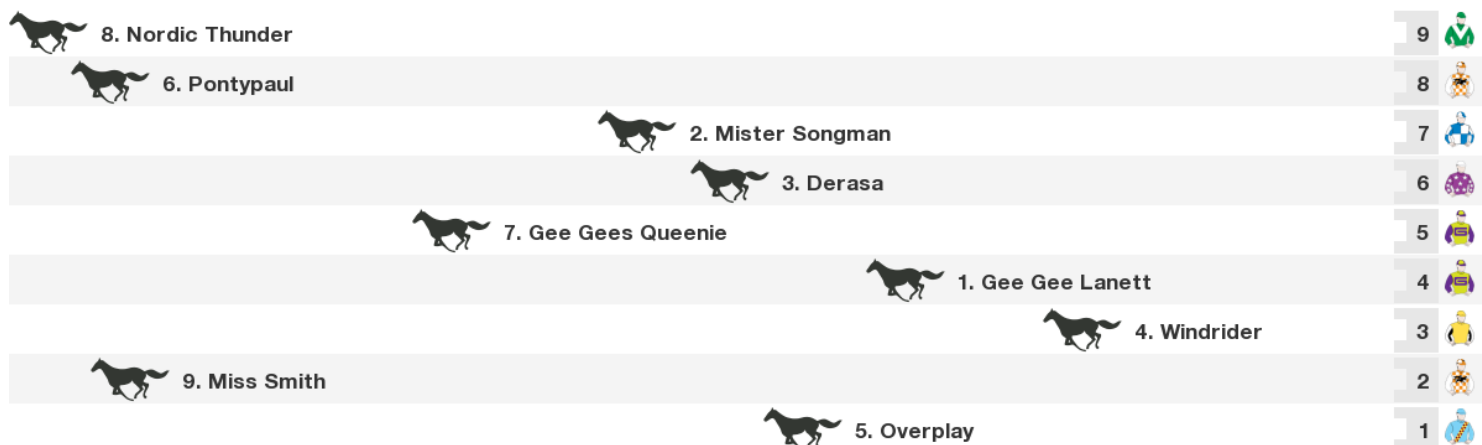 8. Nordic Thunder 9
6. Pontypaul 8
2. Mister Songman 7
3. Derasa 6
7. Gee Gees Queenie 5
1. Gee Gee Lanett 4
4. Windrider 3
9. Miss Smith 2
5. Overplay 1